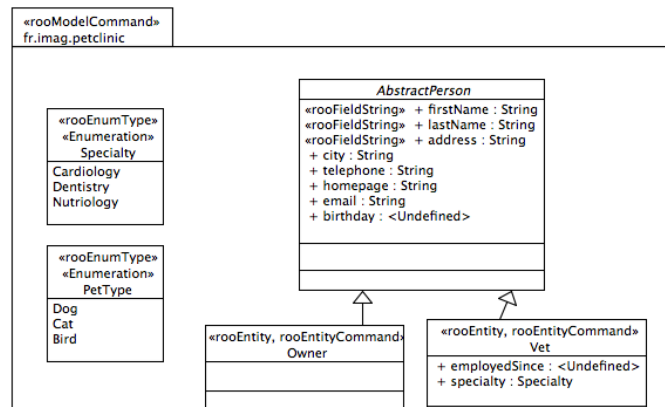 «rooModelCommand»
fr.imag.petclinic
AbstractPerson
«rooFieldString» + firstName : String
«rooFieldString» + lastName : String
«rooFieldString» + address : String
+ city : String
+ telephone : String
+ homepage : String
+ email : String
+ birthday : <Undefined>
«rooEnumType»
«Enumeration»
Specialty
Cardiology
Dentistry
Nutriology
«rooEnumType»
«Enumeration»
PetType
Dog
Cat
Bird
«rooEntity, rooEntityCommand»
Owner
«rooEntity, rooEntityCommand»
Vet
+ employedSince : <Undefined>
+ specialty : Specialty